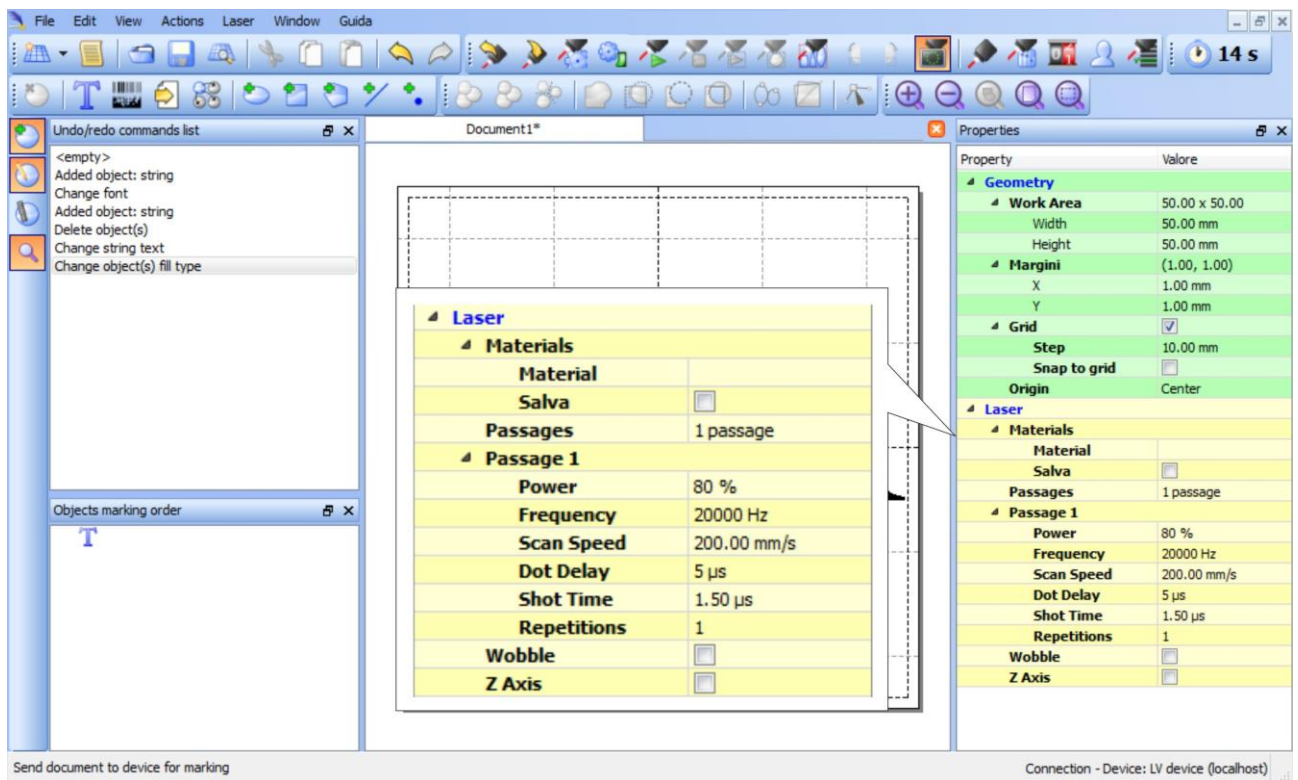 File Edit View Actions Laser Window Guida
14 s
Undo/redo commands list
<empty>
Added object: string
Change font
Added object: string
Delete object(s)
Change string text
Change object(s) fill type
Objects marking order
T
Document1*
Laser
Materials
Material
Salva
Passages 1 passage
Passage 1
Power 80 %
Frequency 20000 Hz
Scan Speed 200.00 mm/s
Dot Delay 5 µs
Shot Time 1.50 µs
Repetitions 1
Wobble
Z Axis
Properties
Property Valore
Geometry
Work Area 50.00 x 50.00
Width 50.00 mm
Height 50.00 mm
Margini (1.00, 1.00)
X 1.00 mm
Y 1.00 mm
Grid
Step 10.00 mm
Snap to grid
Origin Center
Laser
Materials
Material
Salva
Passages 1 passage
Passage 1
Power 80 %
Frequency 20000 Hz
Scan Speed 200.00 mm/s
Dot Delay 5 µs
Shot Time 1.50 µs
Repetitions 1
Wobble
Z Axis
Send document to device for marking
Connection - Device: LV device (localhost)